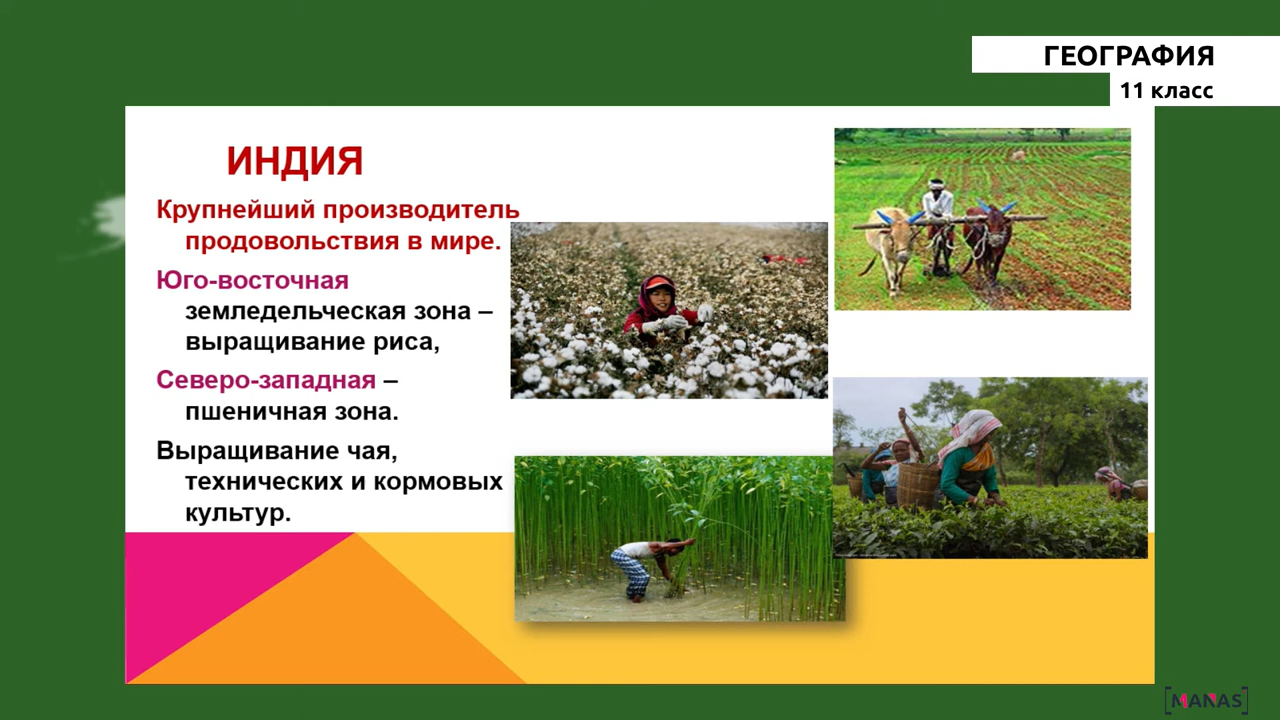 ГЕОГРАФИЯ
11 класс
ИНДИЯ
Крупнейший производитель
продовольствия в мире.
Юго-восточная
земледельческая зона –
выращивание риса,
Северо-западная –
пшеничная зона.
Выращивание чая,
технических и кормовых
культур.
[MANAS]